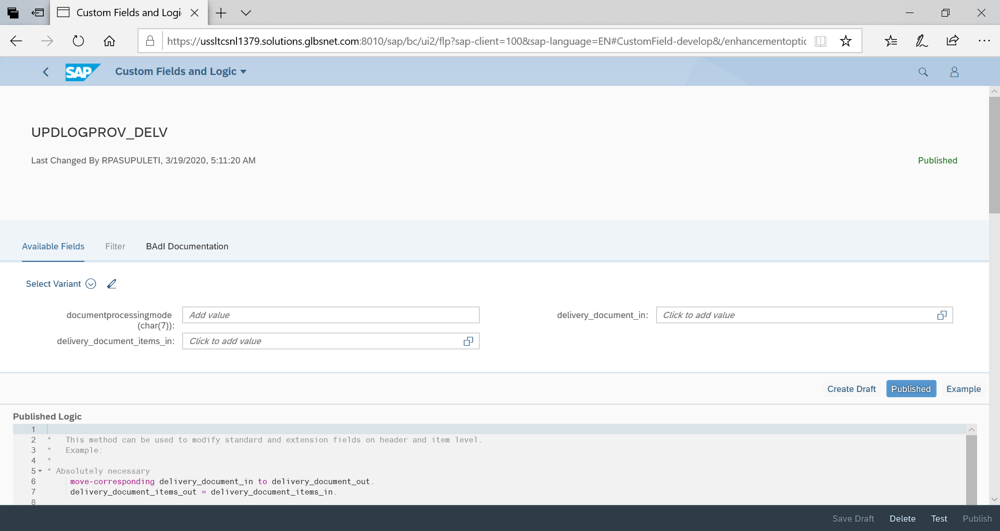 Custom Fields and Logi
https://ussltcsnl1379.solutions.glbsnet.com:8010/sap/bc/ui2/flp?sap-client=100&sap-language=EN#CustomField-develop&/enhancementoptic
SAP Custom Fields and Logic
UPDLOGPROV_DELV
Last Changed By RPASUPULETI, 3/19/2020, 5:11:20 AM
Published
Available Fields Filter BAdI Documentation
Select Variant
documentprocessingmode Add value
(char(7)):
delivery_document_in: Click to add value
delivery_document_items_in: Click to add value
Create Draft Published Example
Published Logic
1
2 * This method can be used to modify standard and extension fields on header and item level.
3 * Example:
4 *
5 * Absolutely necessary
6 move-corresponding delivery_document_in to delivery_document_out.
7 delivery_document_items_out = delivery_document_items_in.
8
Save Draft Delete Test Publish